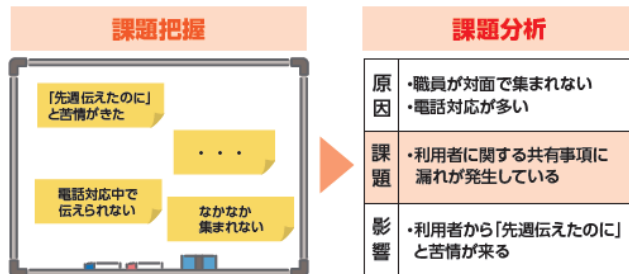 課題把握
「先週伝えたのに」
と苦情がきた
・・・
電話対応中で
伝えられない
なかなか
集まれない
課題分析
原因
・職員が対面で集まれない
・電話対応が多い
課題
・利用者に関する共有事項に
漏れが発生している
影響
・利用者から「先週伝えたのに」
と苦情が来る